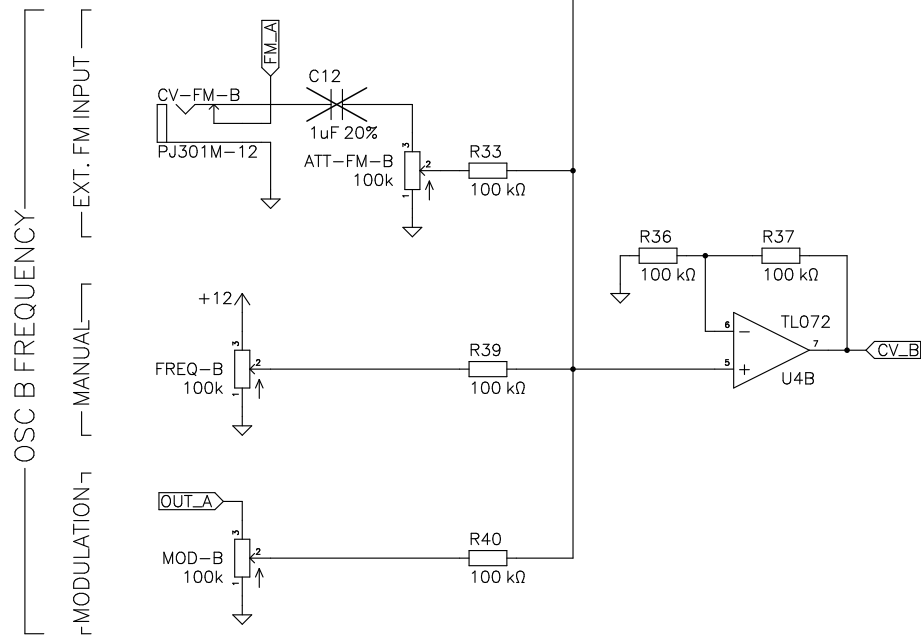 OSC B FREQUENCY
EXT. FM INPUT
FM_A
CV-FM-B
PJ301M-12
C12
1uF 20%
ATT-FM-B
100k
3
2
1
R33
100 kΩ
R36
100 kΩ
R37
100 kΩ
MANUAL
+12
FREQ-B
100k
3
2
1
R39
100 kΩ
6
5
7
TL072
U4B
CV_B
MODULATION
OUT_A
MOD-B
100k
3
2
1
R40
100 kΩ